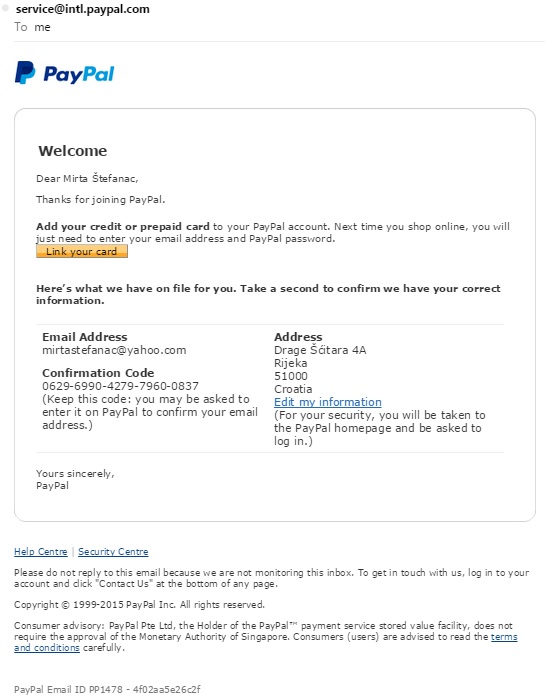 service@intl.paypal.com
To me
PayPal
Welcome
Dear Mirta Štefanac,
Thanks for joining PayPal.
Add your credit or prepaid card to your PayPal account. Next time you shop online, you will
just need to enter your email address and PayPal password.
Link your card
Here's what we have on file for you. Take a second to confirm we have your correct
information.
Email Address
mirtastefanac@yahoo.com
Confirmation Code
0629-6990-4279-7960-0837
(Keep this code: you may be asked to
enter it on PayPal to confirm your email
address.)
Address
Drage Šćitara 4A
Rijeka
51000
Croatia
Edit my information
(For your security, you will be taken to
the PayPal homepage and be asked to
log in.)
Yours sincerely,
PayPal
Help Centre | Security Centre
Please do not reply to this email because we are not monitoring this inbox. To get in touch with us, log in to your
account and click "Contact Us" at the bottom of any page.
Copyright © 1999-2015 PayPal Inc. All rights reserved.
Consumer advisory: PayPal Pte Ltd, the Holder of the PayPal™ payment service stored value facility, does not
require the approval of the Monetary Authority of Singapore. Consumers (users) are advised to read the terms
and conditions carefully.
PayPal Email ID PP1478 - 4f02aa5e26c2f